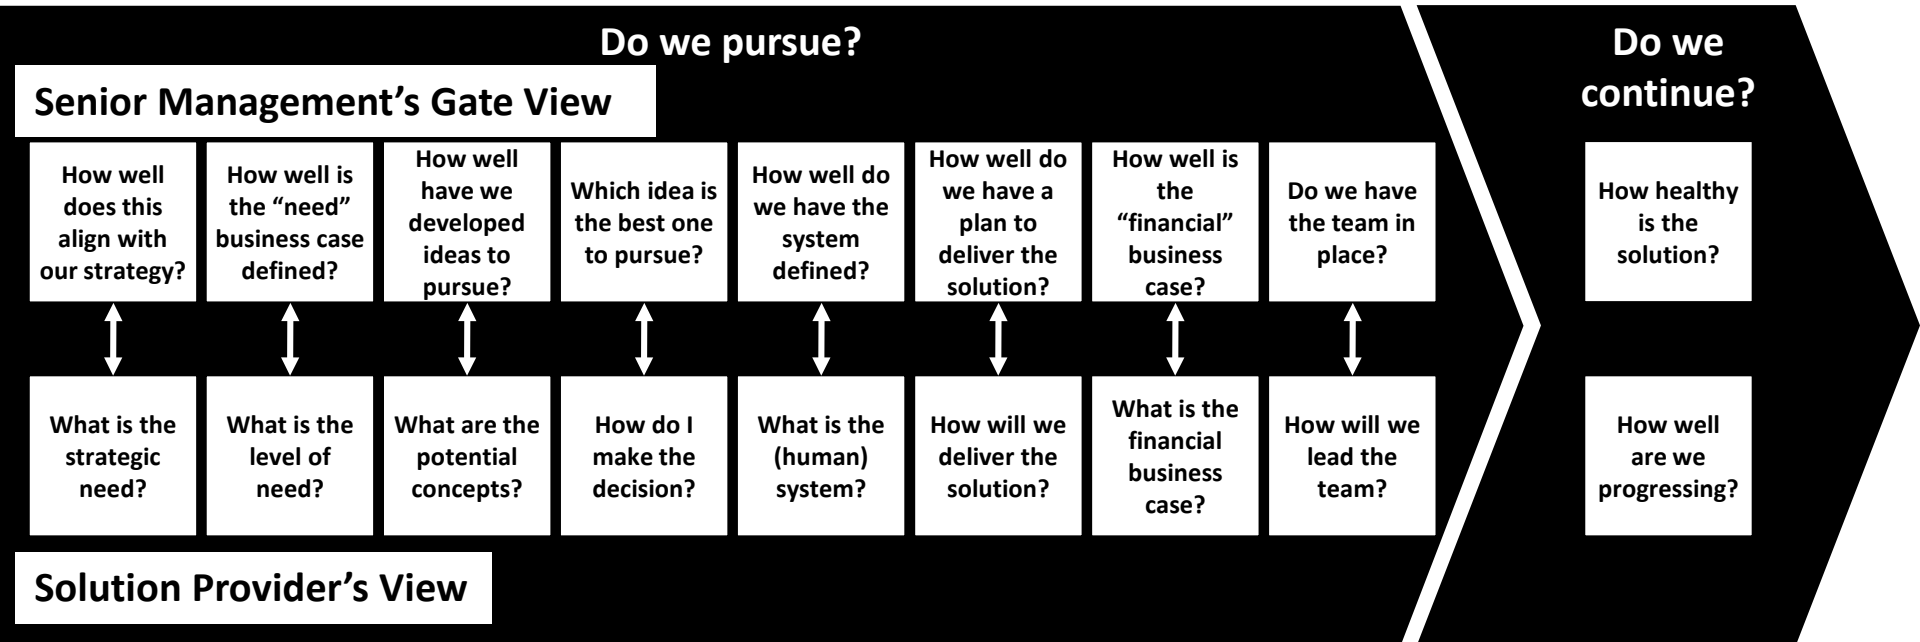 Do we pursue?
Do we
continue?
Senior Management’s Gate View
How well
does this
align with
our strategy?
How well is
the “need”
business case
defined?
How well
have we
developed
ideas to
pursue?
Which idea is
the best one
to pursue?
How well do
we have the
system
defined?
How well do
we have a
plan to
deliver the
solution?
How well is
the
“financial”
business
case?
Do we have
the team in
place?
How healthy
is the
solution?
What is the
strategic
need?
What is the
level of
need?
What are the
potential
concepts?
How do I
make the
decision?
What is the
(human)
system?
How will we
deliver the
solution?
What is the
financial
business
case?
How will we
lead the
team?
How well
are we
progressing?
Solution Provider’s View